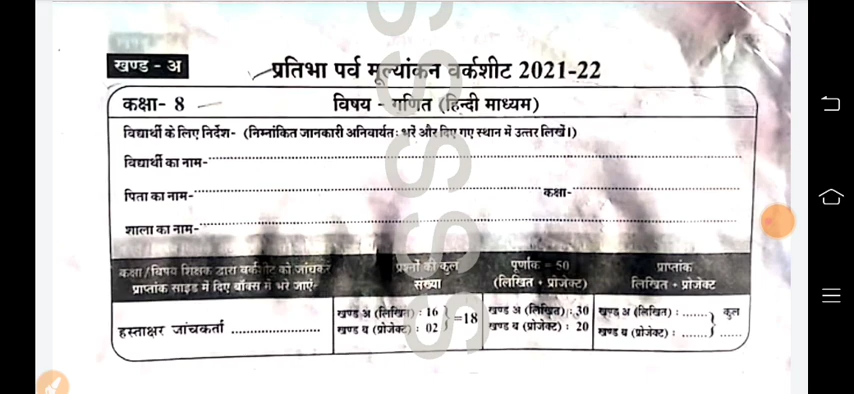 खण्ड - अ
प्रतिभा पर्व मूल्यांकन वर्कशीट 2021-22
कक्षा- 8
विषय - गणित (हिन्दी माध्यम)
विद्यार्थी के लिए निर्देश- (निम्नांकित जानकारी अनिवार्यतः भरें और दिए गए स्थान में उत्तर लिखें।)
विद्यार्थी का नाम-
पिता का नाम- कक्षा-
शाला का नाम-
कक्षा/विषय शिक्षक द्वारा वर्कशीट को जांचकर
प्राप्तांक साइड में दिए बॉक्स में भरे जाएं-
प्रश्नों की कुल
संख्या
पूर्णांक = 50
(लिखित + प्रोजेक्ट)
प्राप्तांक
लिखित + प्रोजेक्ट
हस्ताक्षर जांचकर्ता ........................
खण्ड अ (लिखित) : 16
खण्ड ब (प्रोजेक्ट) : 02
=18
खण्ड अ (लिखित) : 30
खण्ड ब (प्रोजेक्ट) : 20
खण्ड अ (लिखित) : ......
खण्ड ब (प्रोजेक्ट) : ......
कुल
......
SSSSS